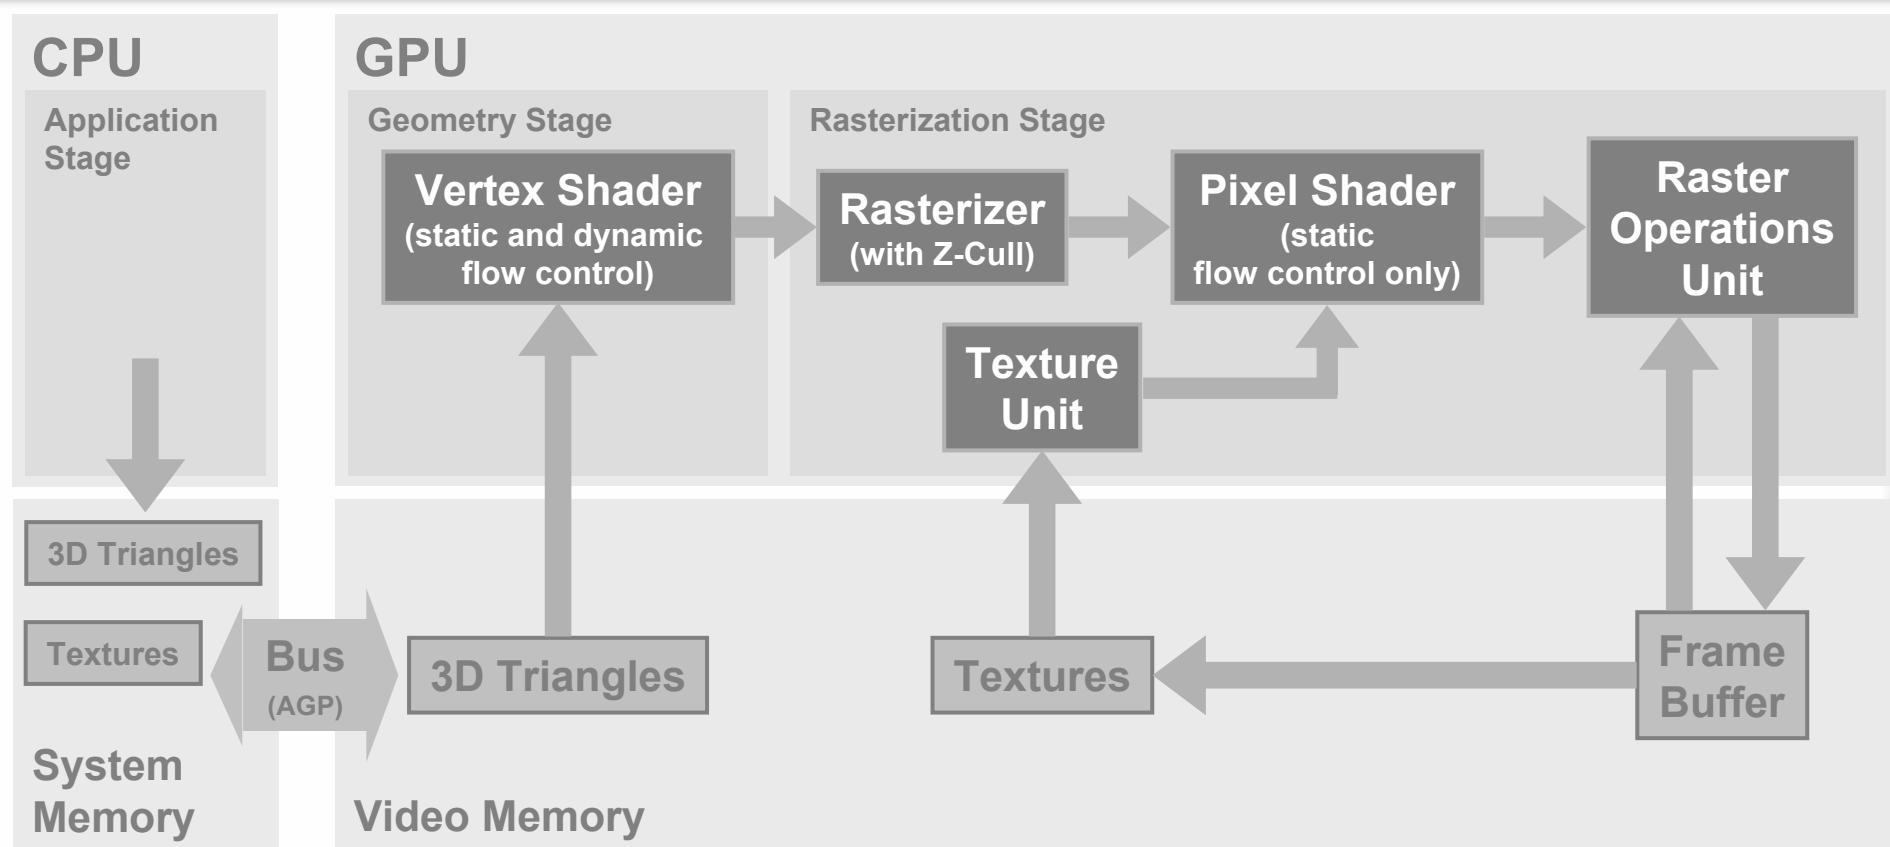 CPU
Application
Stage
3D Triangles
Textures
System
Memory
Bus
(AGP)
GPU
Geometry Stage
Vertex Shader
(static and dynamic
flow control)
Rasterization Stage
Rasterizer
(with Z-Cull)
Pixel Shader
(static
flow control only)
Raster
Operations
Unit
Texture
Unit
3D Triangles
Textures
Frame
Buffer
Video Memory